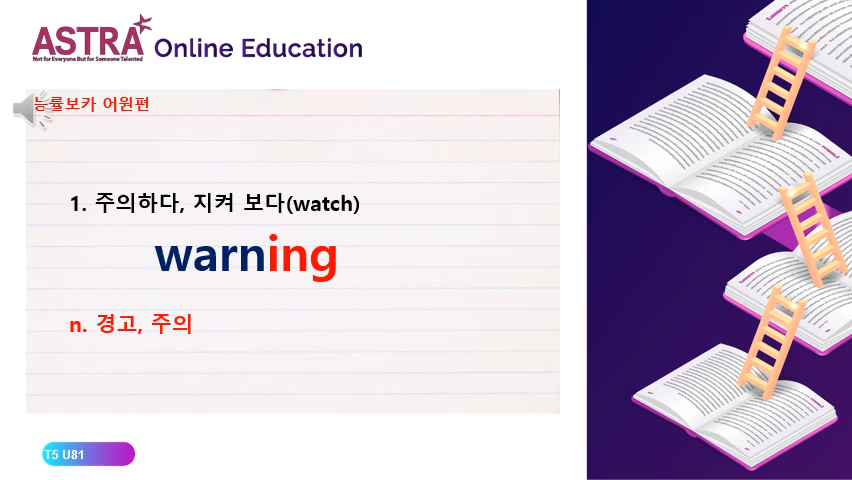 ASTRA Online Education
Not for Everyone But for Someone Talented
능률보카 어원편
1. 주의하다, 지켜 보다(watch)
warning
n. 경고, 주의
T5 U81